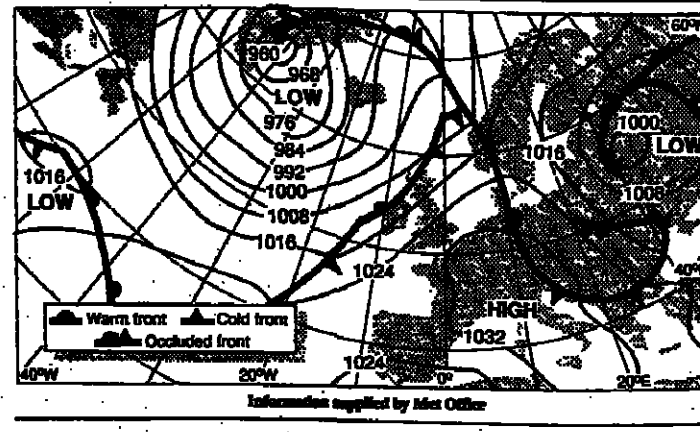 60°N
960
968
LOW
976
984
992
1000
1008
1016
1016
LOW
1000
LOW
1016
1008
1024
40°
HIGH
1032
Warm front Cold front
Occluded front
1024
40°W 20°W 0° 20°E
Information supplied by Met Office